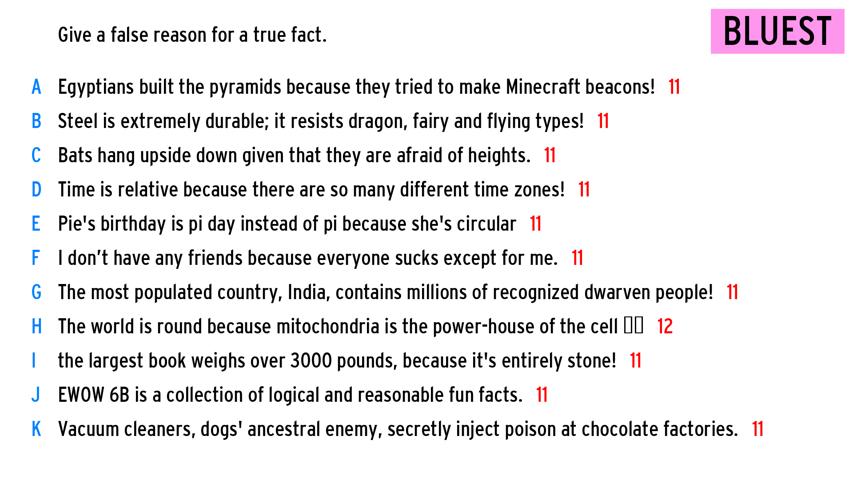 Give a false reason for a true fact.
BLUEST
A Egyptians built the pyramids because they tried to make Minecraft beacons! 11
B Steel is extremely durable; it resists dragon, fairy and flying types! 11
C Bats hang upside down given that they are afraid of heights. 11
D Time is relative because there are so many different time zones! 11
E Pie's birthday is pi day instead of pi because she's circular 11
F I don’t have any friends because everyone sucks except for me. 11
G The most populated country, India, contains millions of recognized dwarven people! 11
H The world is round because mitochondria is the power-house of the cell 12
I the largest book weighs over 3000 pounds, because it's entirely stone! 11
J EWOW 6B is a collection of logical and reasonable fun facts. 11
K Vacuum cleaners, dogs' ancestral enemy, secretly inject poison at chocolate factories. 11